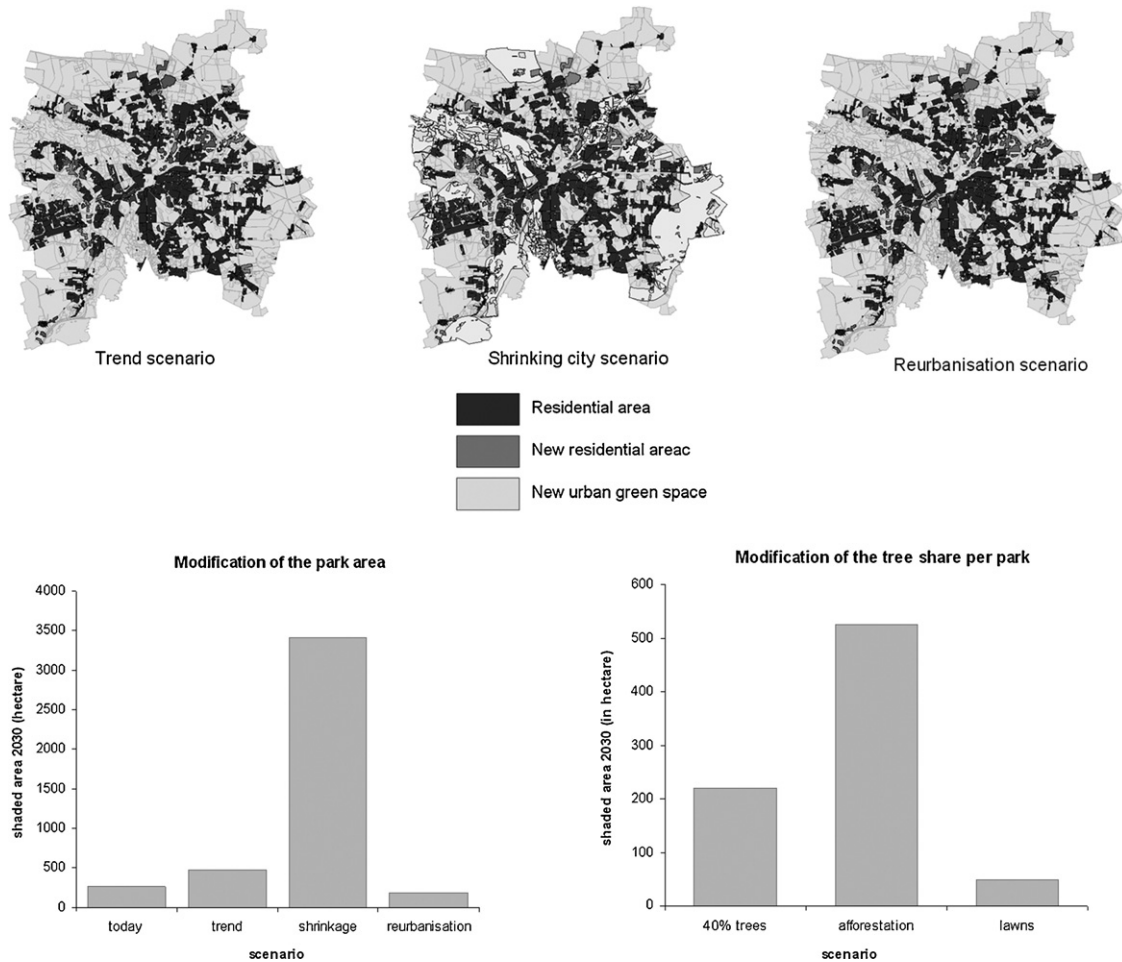 Trend scenario
Shrinking city scenario
Reurbanisation scenario
Residential area
New residential areac
New urban green space
Modification of the park area
4000
3500
3000
2500
2000
1500
1000
500
0
shaded area 2030 (hectare)
today
trend
shrinkage
reurbanisation
scenario
Modification of the tree share per park
600
500
400
300
200
100
0
shaded area 2030 (in hectare)
40% trees
afforestation
lawns
scenario